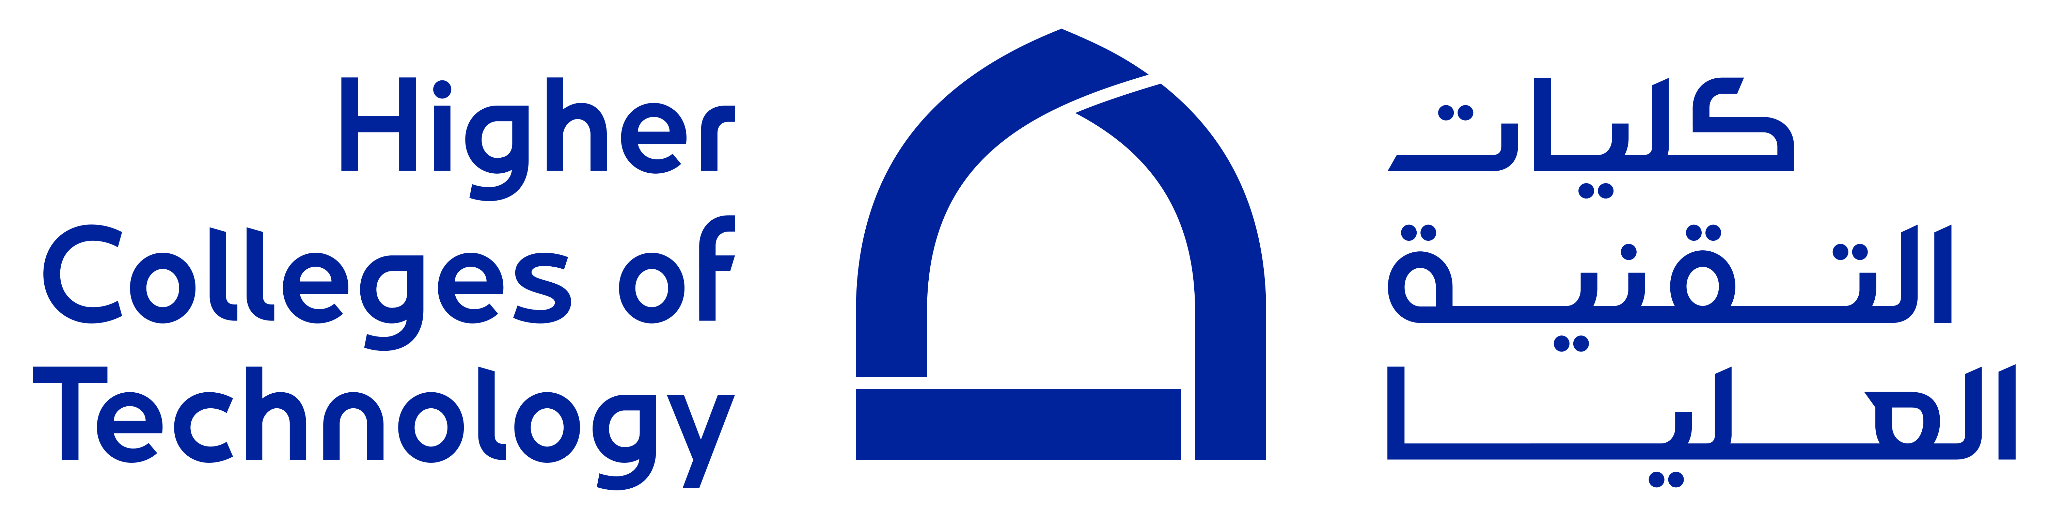 Higher
Colleges of
Technology
كليات
التقنية
العليا